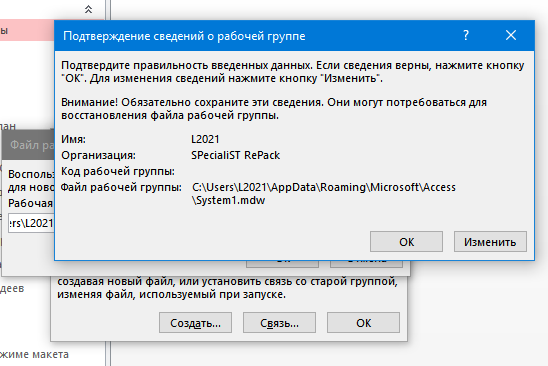 ы
Подтверждение сведений о рабочей группе
Подтвердите правильность введенных данных. Если сведения верны, нажмите кнопку
"ОК". Для изменения сведений нажмите кнопку "Изменить".
Внимание! Обязательно сохраните эти сведения. Они могут потребоваться для
восстановления файла рабочей группы.
Имя: L2021
Организация: SPecialiST RePack
Код рабочей группы:
Файл рабочей группы: C:\Users\L2021\AppData\Roaming\Microsoft\Access
\System1.mdw
ОК Изменить
лан
Файл ра
Воспольз
для ново
Рабочая
ers\L2021
создавая новый файл, или установить связь со старой группой,
изменяя файл, используемый при запуске.
деев
Создать... Связь... ОК
жиме макета